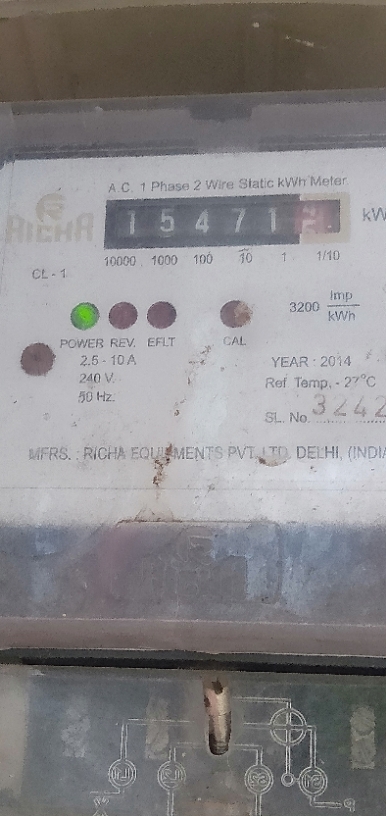 A.C. 1 Phase 2 Wire Static kWh Meter
RICHA
1 5 4 7 1
kW
10000 1000 100 10 1 1/10
CL - 1
3200 Imp/kWh
POWER REV. EFLT CAL
2.5 - 10 A
240 V.
50 Hz.
YEARː 2014
Ref. Temp. - 27°C
SL. No. 3242
MFRS. : RICHA EQUIPMENTS PVT. LTD. DELHI, (INDIA